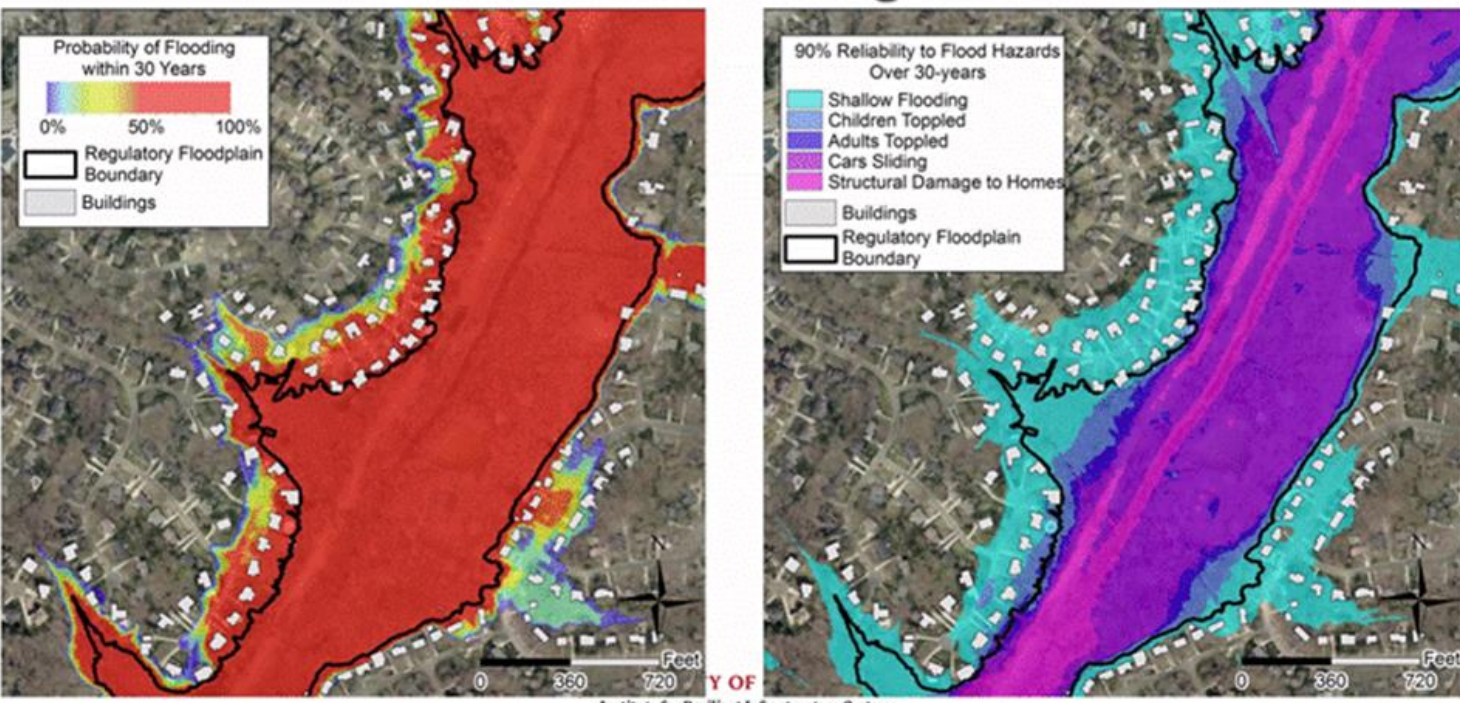 Probability of Flooding
within 30 Years
0% 50% 100%
Regulatory Floodplain
Boundary
Buildings
N
Feet
0 360 720
90% Reliability to Flood Hazards
Over 30-years
Shallow Flooding
Children Toppled
Adults Toppled
Cars Sliding
Structural Damage to Homes
Buildings
Regulatory Floodplain
Boundary
N
Feet
0 360 720
Y OF